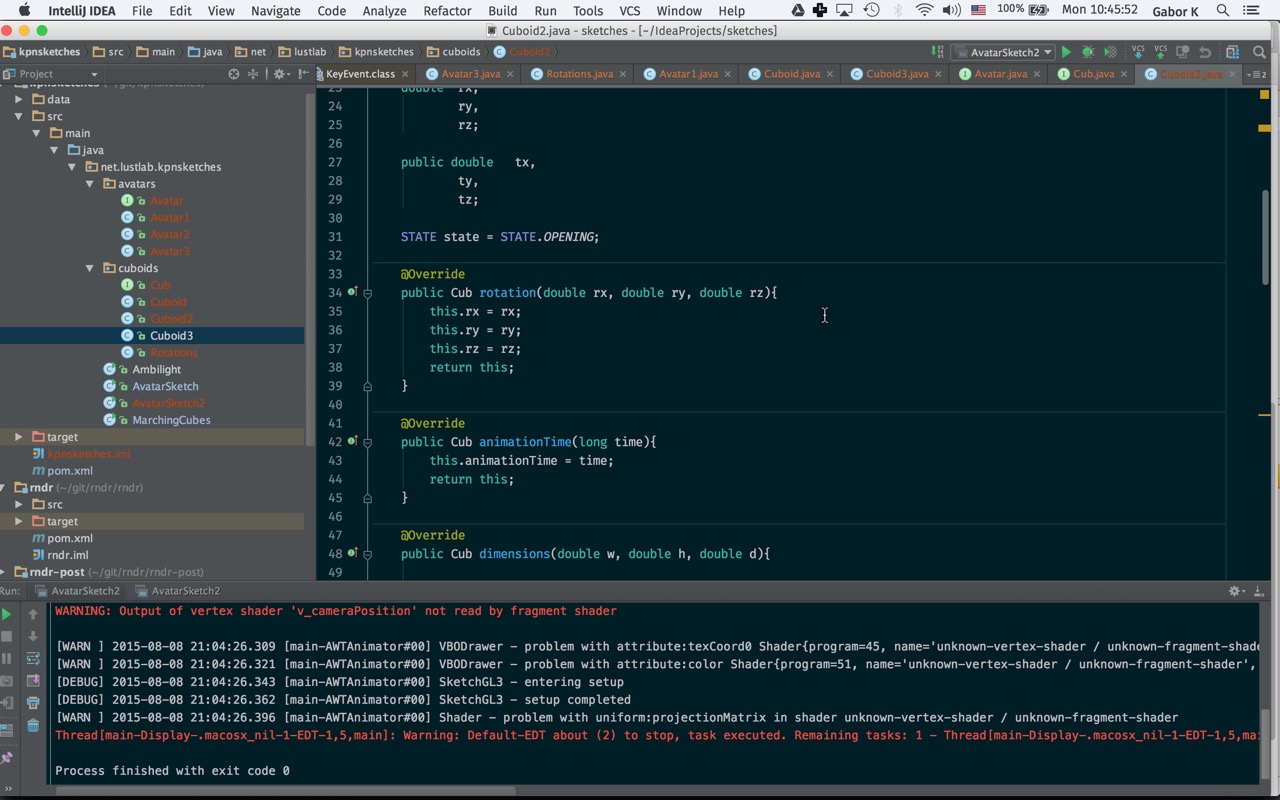 IntelliJ IDEA File Edit View Navigate Code Analyze Refactor Build Run Tools VCS Window Help 100% Mon 10:45:52 Gabor K
Cuboid2.java - sketches - [~/IdeaProjects/sketches]
kpnsketches src main java net lustlab kpnsketches cuboids Cuboid2 AvatarSketch2 VCS VCS
Project KeyEvent.class Avatar3.java Rotations.java Avatar1.java Cuboid.java Cuboid3.java Avatar.java Cub.java Cuboid2.java
kpnsketches (~/git/kpnsketches)
data
src
main
java
net.lustlab.kpnsketches
avatars
Avatar
Avatar1
Avatar2
Avatar3
cuboids
Cub
Cuboid
Cuboid2
Cuboid3
Rotations
Ambilight
AvatarSketch
AvatarSketch2
MarchingCubes
target
kpnsketches.iml
pom.xml
rndr (~/git/rndr/rndr)
src
target
pom.xml
rndr.iml
rndr-post (~/git/rndr/rndr-post)
23 double rx,
24 ry,
25 rz;
26
27 public double tx,
28 ty,
29 tz;
30
31 STATE state = STATE.OPENING;
32
33 @Override
34 public Cub rotation(double rx, double ry, double rz){
35 this.rx = rx;
36 this.ry = ry;
37 this.rz = rz;
38 return this;
39 }
40
41 @Override
42 public Cub animationTime(long time){
43 this.animationTime = time;
44 return this;
45 }
46
47 @Override
48 public Cub dimensions(double w, double h, double d){
49
Run: AvatarSketch2 AvatarSketch2
WARNING: Output of vertex shader 'v_cameraPosition' not read by fragment shader
[WARN ] 2015-08-08 21:04:26.309 [main-AWTAnimator#00] VBODrawer - problem with attribute:texCoord0 Shader{program=45, name='unknown-vertex-shader / unknown-fragment-shade
[WARN ] 2015-08-08 21:04:26.321 [main-AWTAnimator#00] VBODrawer - problem with attribute:color Shader{program=51, name='unknown-vertex-shader / unknown-fragment-shader',
[DEBUG] 2015-08-08 21:04:26.343 [main-AWTAnimator#00] SketchGL3 - entering setup
[DEBUG] 2015-08-08 21:04:26.362 [main-AWTAnimator#00] SketchGL3 - setup completed
[WARN ] 2015-08-08 21:04:26.396 [main-AWTAnimator#00] Shader - problem with uniform:projectionMatrix in shader unknown-vertex-shader / unknown-fragment-shader
Thread[main-Display-.macosx_nil-1-EDT-1,5,main]: Warning: Default-EDT about (2) to stop, task executed. Remaining tasks: 1 - Thread[main-Display-.macosx_nil-1-EDT-1,5,mai
Process finished with exit code 0